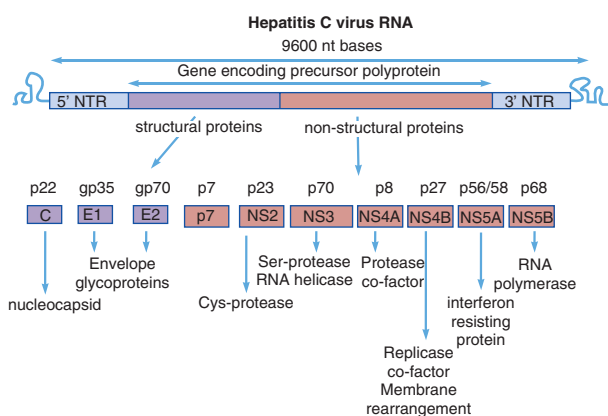 Hepatitis C virus RNA
9600 nt bases
Gene encoding precursor polyprotein
5' NTR
3' NTR
structural proteins
non-structural proteins
p22 gp35 gp70 p7 p23 p70 p8 p27 p56/58 p68
C E1 E2 p7 NS2 NS3 NS4A NS4B NS5A NS5B
Envelope
glycoproteins
Ser-protease
RNA helicase
Protease
co-factor
RNA
polymerase
nucleocapsid
Cys-protease
interferon
resisting
protein
Replicase
co-factor
Membrane
rearrangement